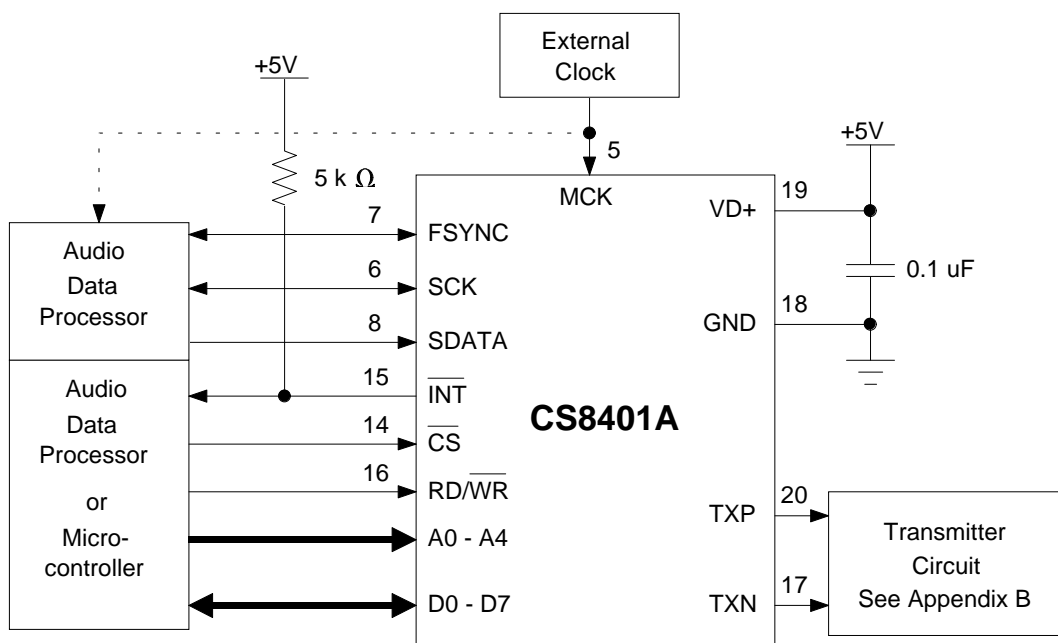 External
Clock
+5V
+5V
5
5 k Ω
MCK
19
VD+
7
FSYNC
Audio
Data
Processor
6
SCK
0.1 uF
8
SDATA
18
GND
Audio
Data
Processor
or
Micro-
controller
15
INT
14
CS
16
RD/WR
A0 - A4
D0 - D7
CS8401A
20
TXP
17
TXN
Transmitter
Circuit
See Appendix B